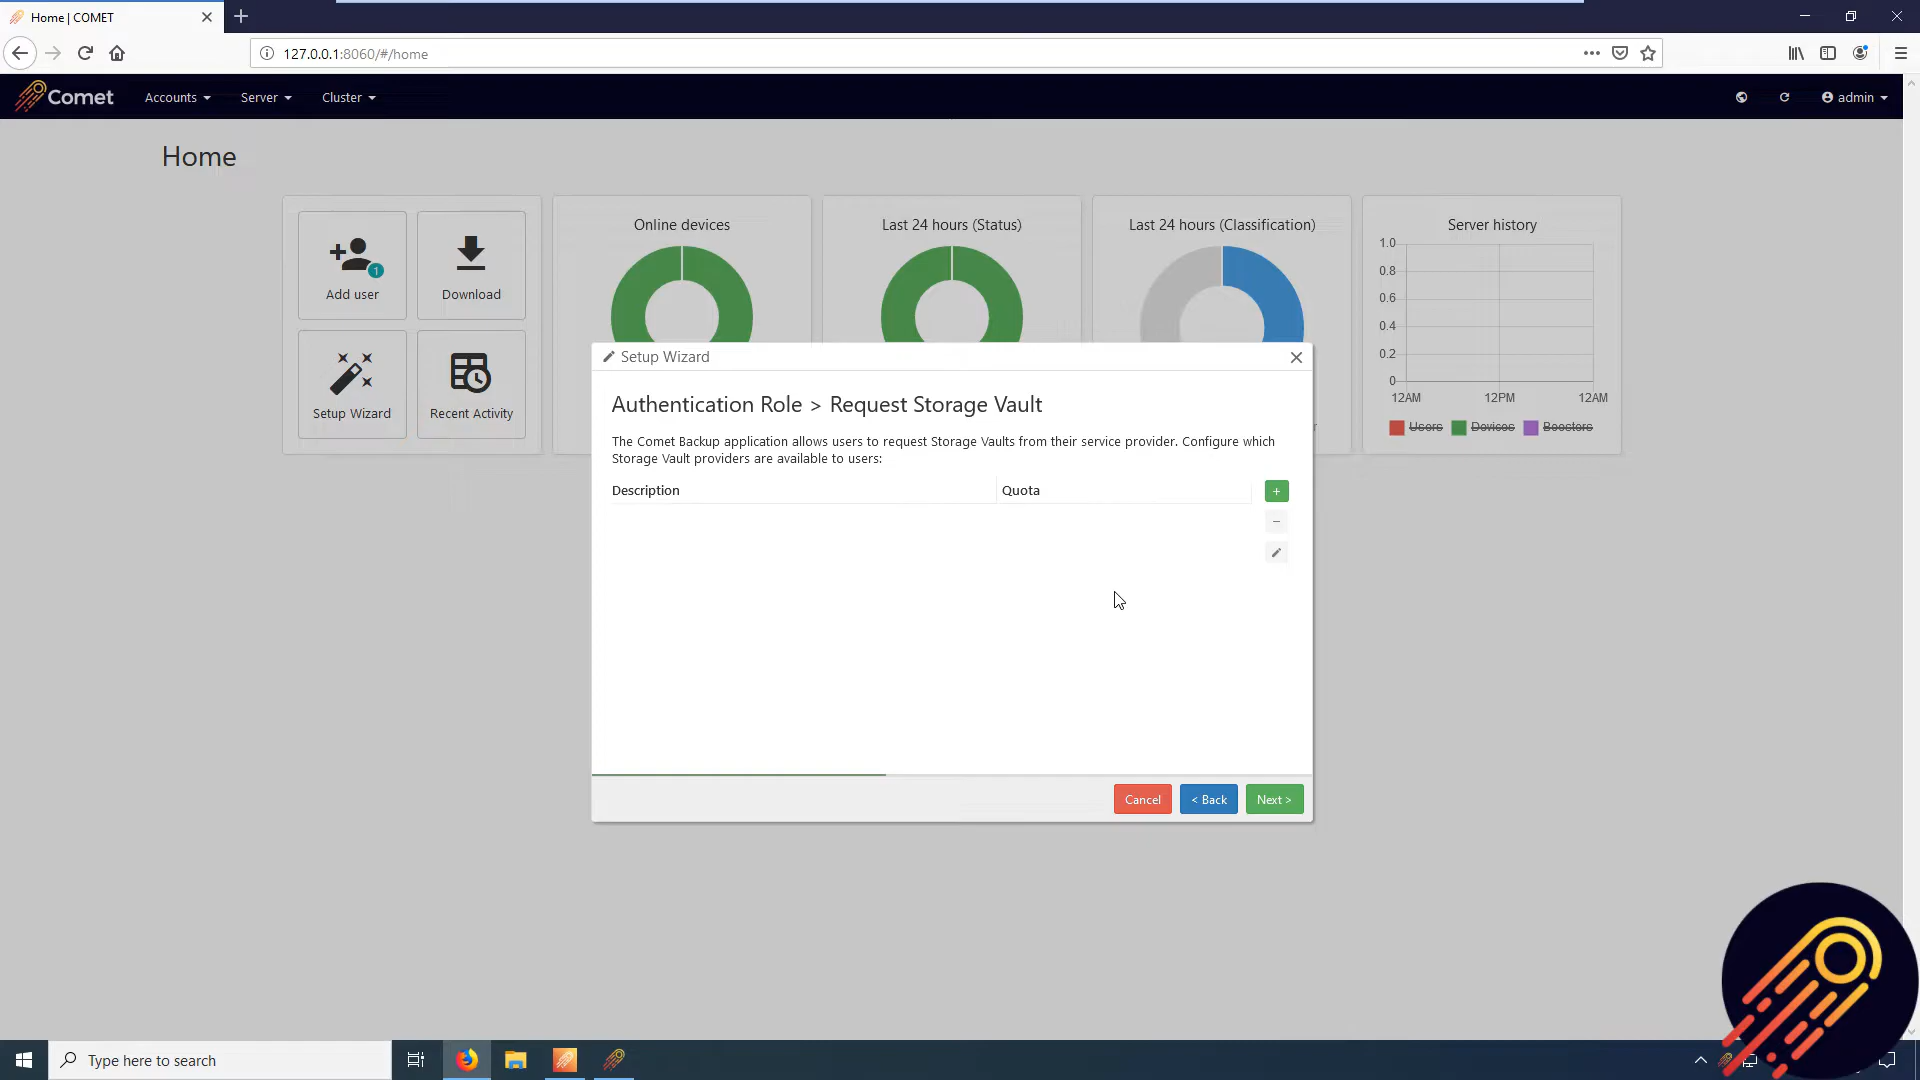 Home | COMET
127.0.0.1:8060/#/home
Comet
Accounts
Server
Cluster
admin
Home
1
Add user
Download
Setup Wizard
Recent Activity
Online devices
Last 24 hours (Status)
Last 24 hours (Classification)
Server history
1.0
0.8
0.6
0.4
0.2
0
12AM
12PM
12AM
Users
Devices
Boosters
Setup Wizard
Authentication Role > Request Storage Vault
The Comet Backup application allows users to request Storage Vaults from their service provider. Configure which
Storage Vault providers are available to users:
Description
Quota
Cancel
< Back
Next >
Type here to search